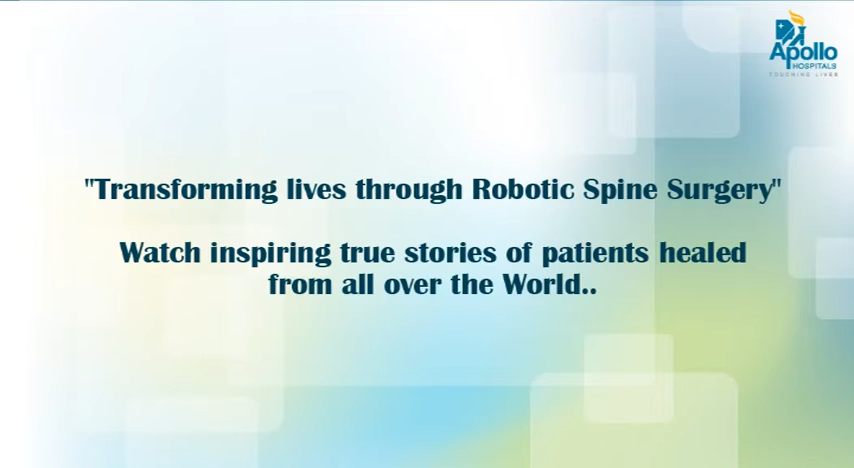 Apollo
HOSPITALS
TOUCHING LIVES
"Transforming lives through Robotic Spine Surgery"
Watch inspiring true stories of patients healed
from all over the World..